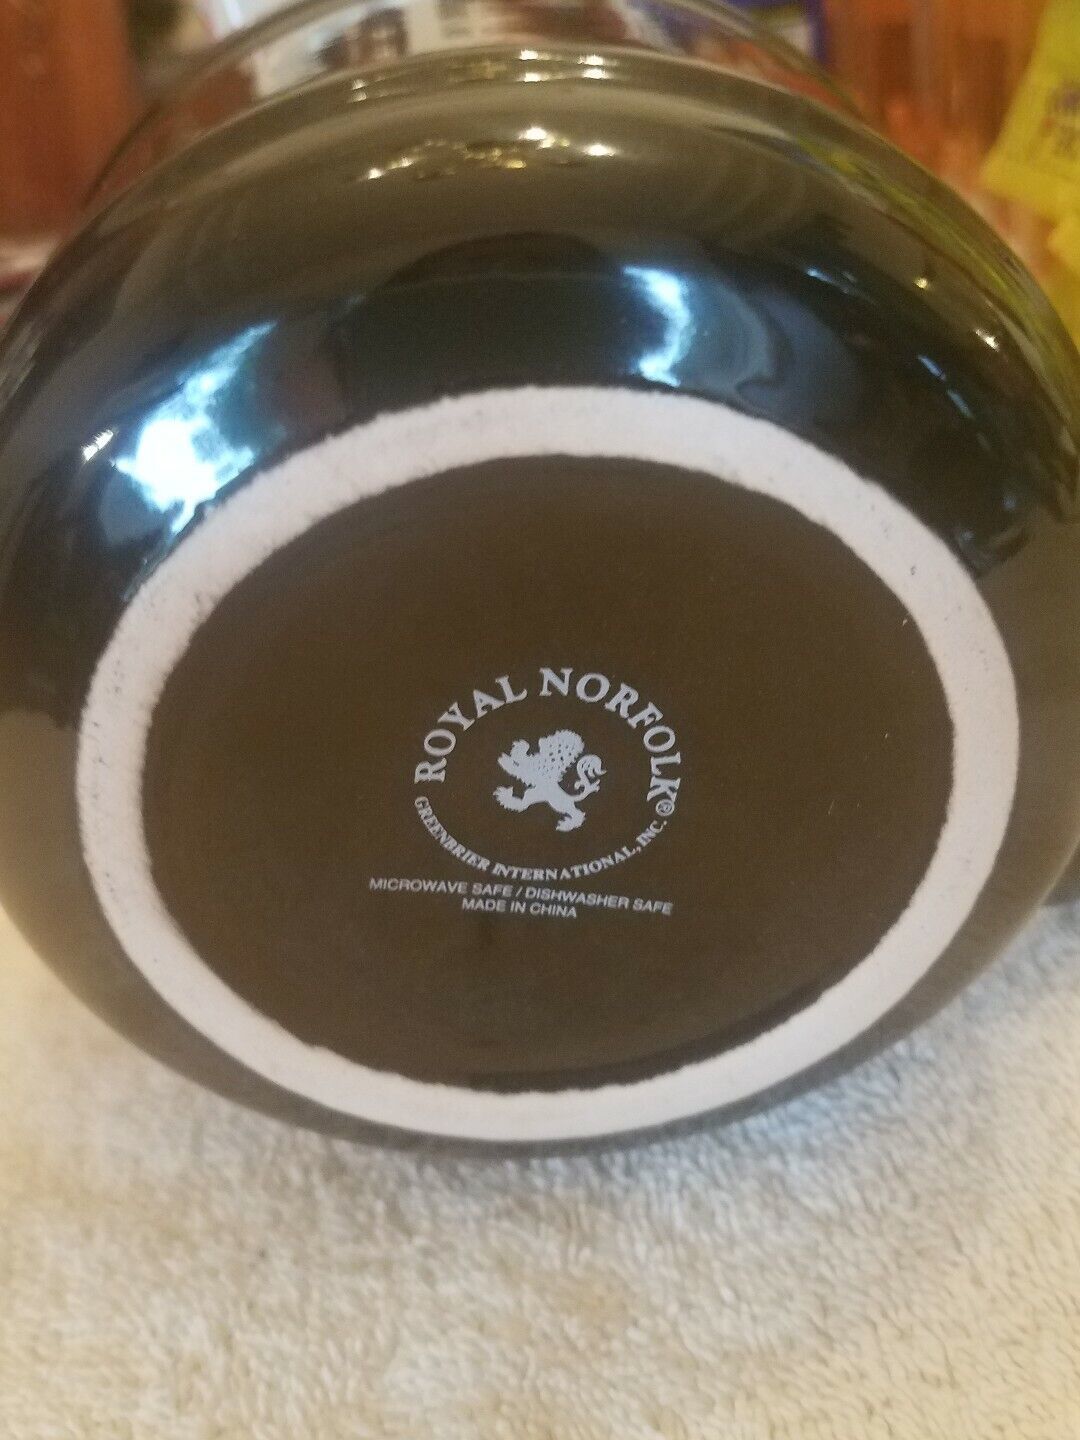 ROYAL NORFOLK®
GREENBRIER INTERNATIONAL, INC.
MICROWAVE SAFE / DISHWASHER SAFE
MADE IN CHINA